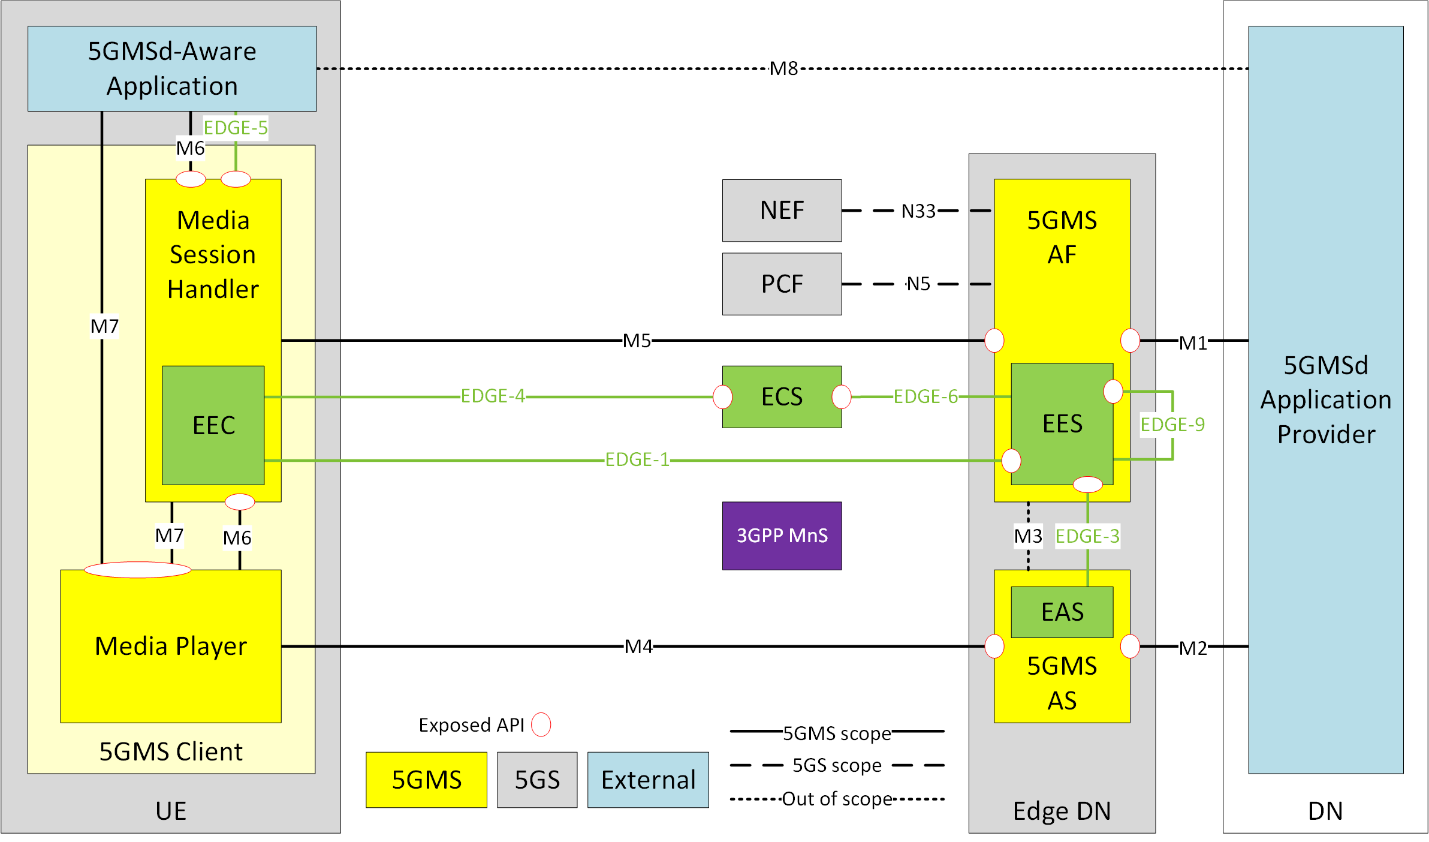 5GMSd-Aware
Application
M8
EDGE-5
M6
Media
Session
Handler
NEF
N33
5GMS
AF
PCF
N5
M7
M5
M1
5GMSd
Application
Provider
EEC
EDGE-4
ECS
EDGE-6
EES
EDGE-9
EDGE-1
M7
M6
3GPP MnS
M3
EDGE-3
EAS
Media Player
M4
5GMS
AS
M2
5GMS Client
UE
Exposed API
5GMS
5GS
External
5GMS scope
5GS scope
Out of scope
Edge DN
DN